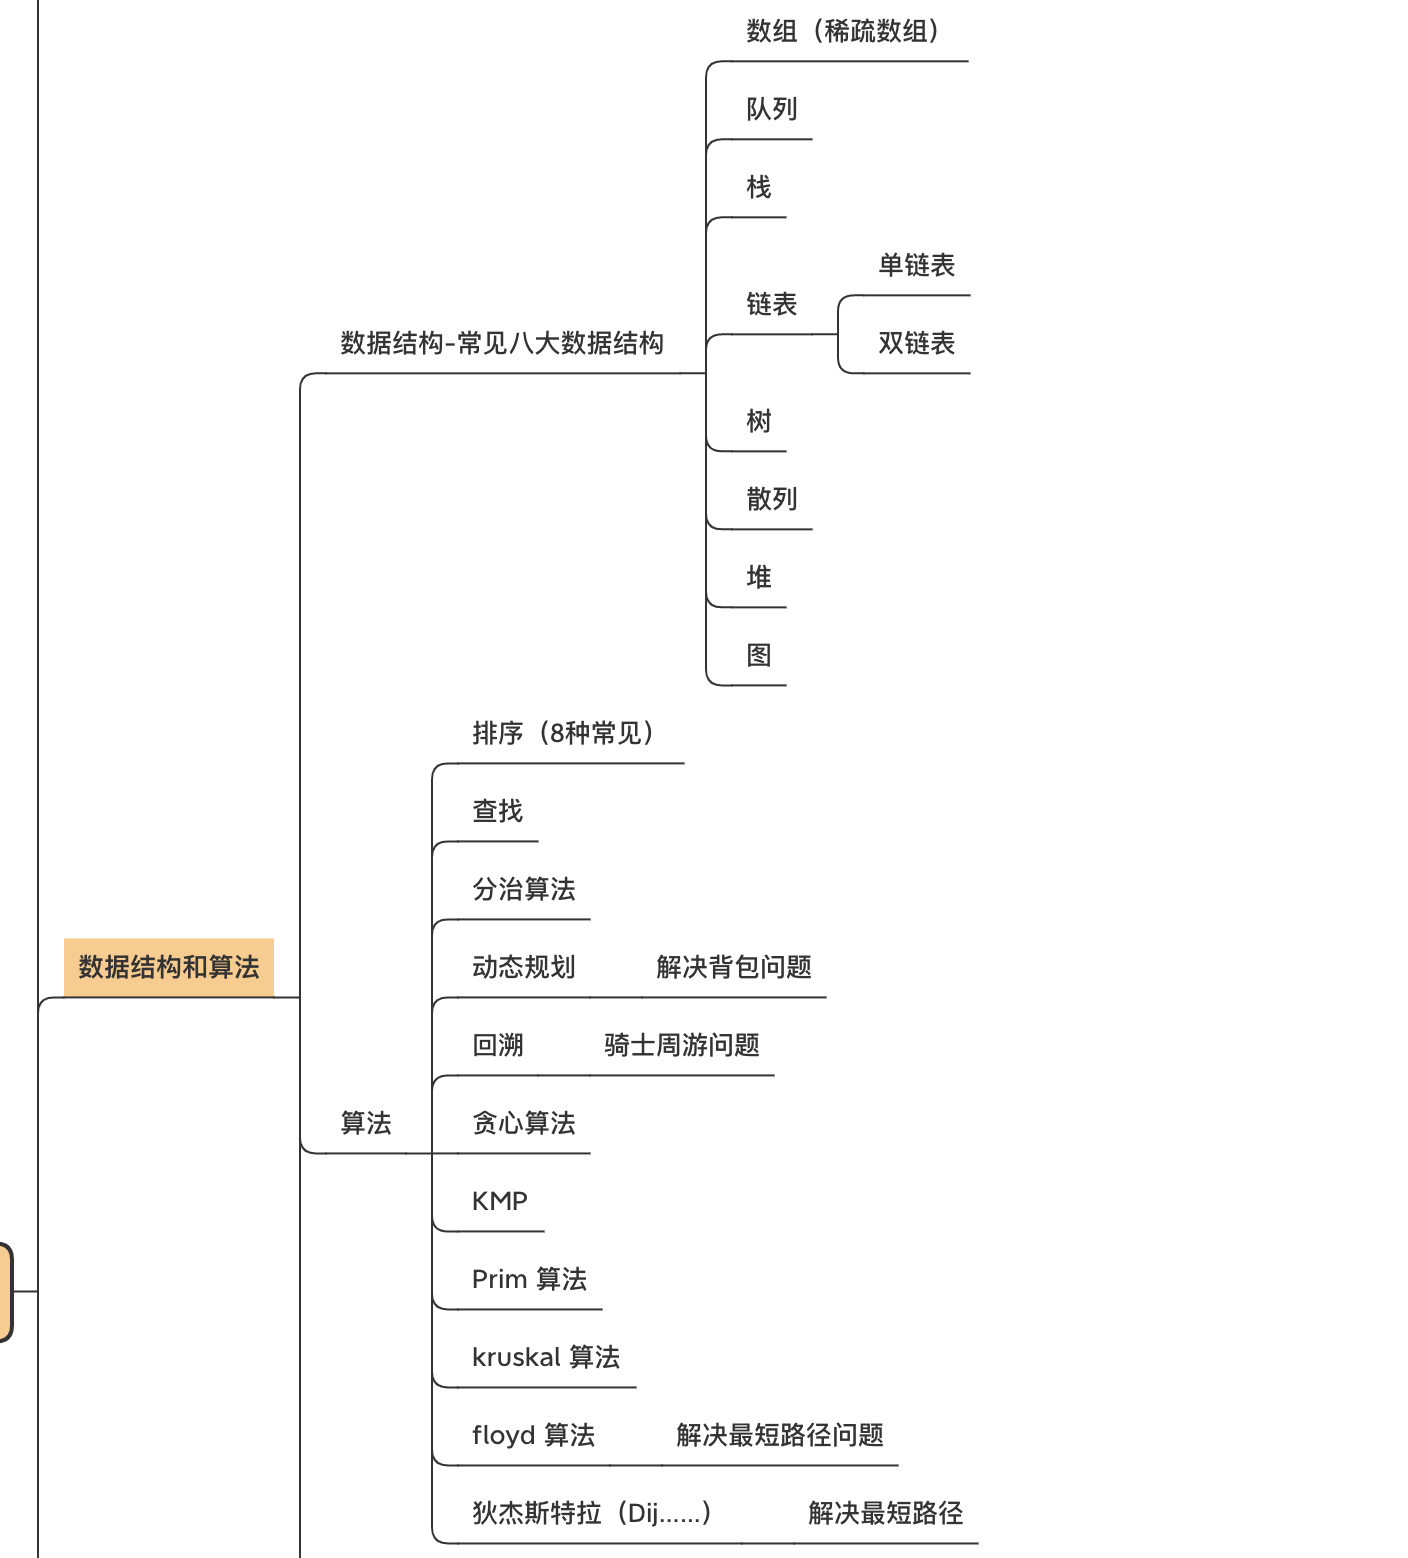 数组（稀疏数组）
队列
栈
单链表
链表
双链表
数据结构-常见八大数据结构
树
散列
堆
图
排序（8种常见）
查找
分治算法
数据结构和算法
动态规划
解决背包问题
回溯
骑士周游问题
算法
贪心算法
KMP
Prim 算法
kruskal 算法
floyd 算法
解决最短路径问题
狄杰斯特拉（Dij......）
解决最短路径